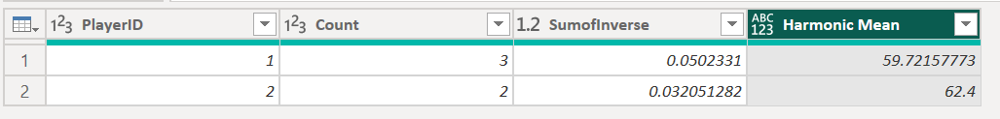 1²3 PlayerID 1²3 Count 1.2 SumofInverse ABC 123 Harmonic Mean
1 1 3 0.0502331 59.72157773
2 2 2 0.032051282 62.4